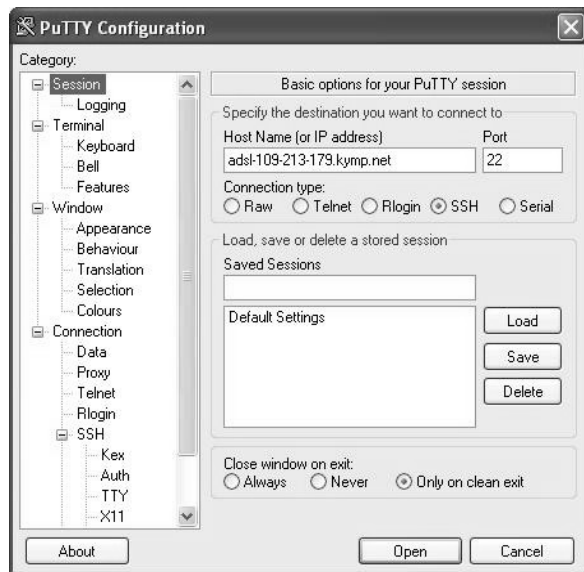 PuTTY Configuration
Category:
Session
Logging
Terminal
Keyboard
Bell
Features
Window
Appearance
Behaviour
Translation
Selection
Colours
Connection
Data
Proxy
Telnet
Rlogin
SSH
Kex
Auth
TTY
X11
Basic options for your PuTTY session
Specify the destination you want to connect to
Host Name (or IP address) Port
adsl-109-213-179.kymp.net 22
Connection type:
Raw Telnet Rlogin SSH Serial
Load, save or delete a stored session
Saved Sessions
Default Settings
Load
Save
Delete
Close window on exit:
Always Never Only on clean exit
About Open Cancel